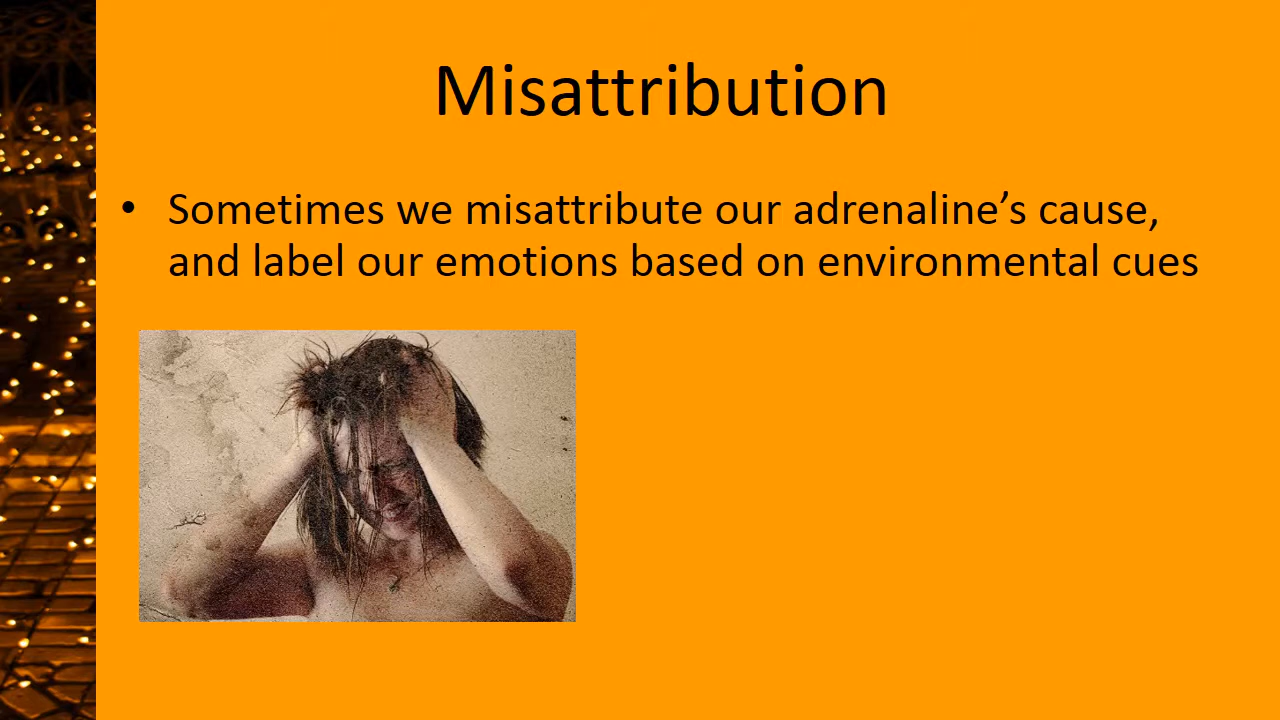 Misattribution
• Sometimes we misattribute our adrenaline’s cause,
and label our emotions based on environmental cues